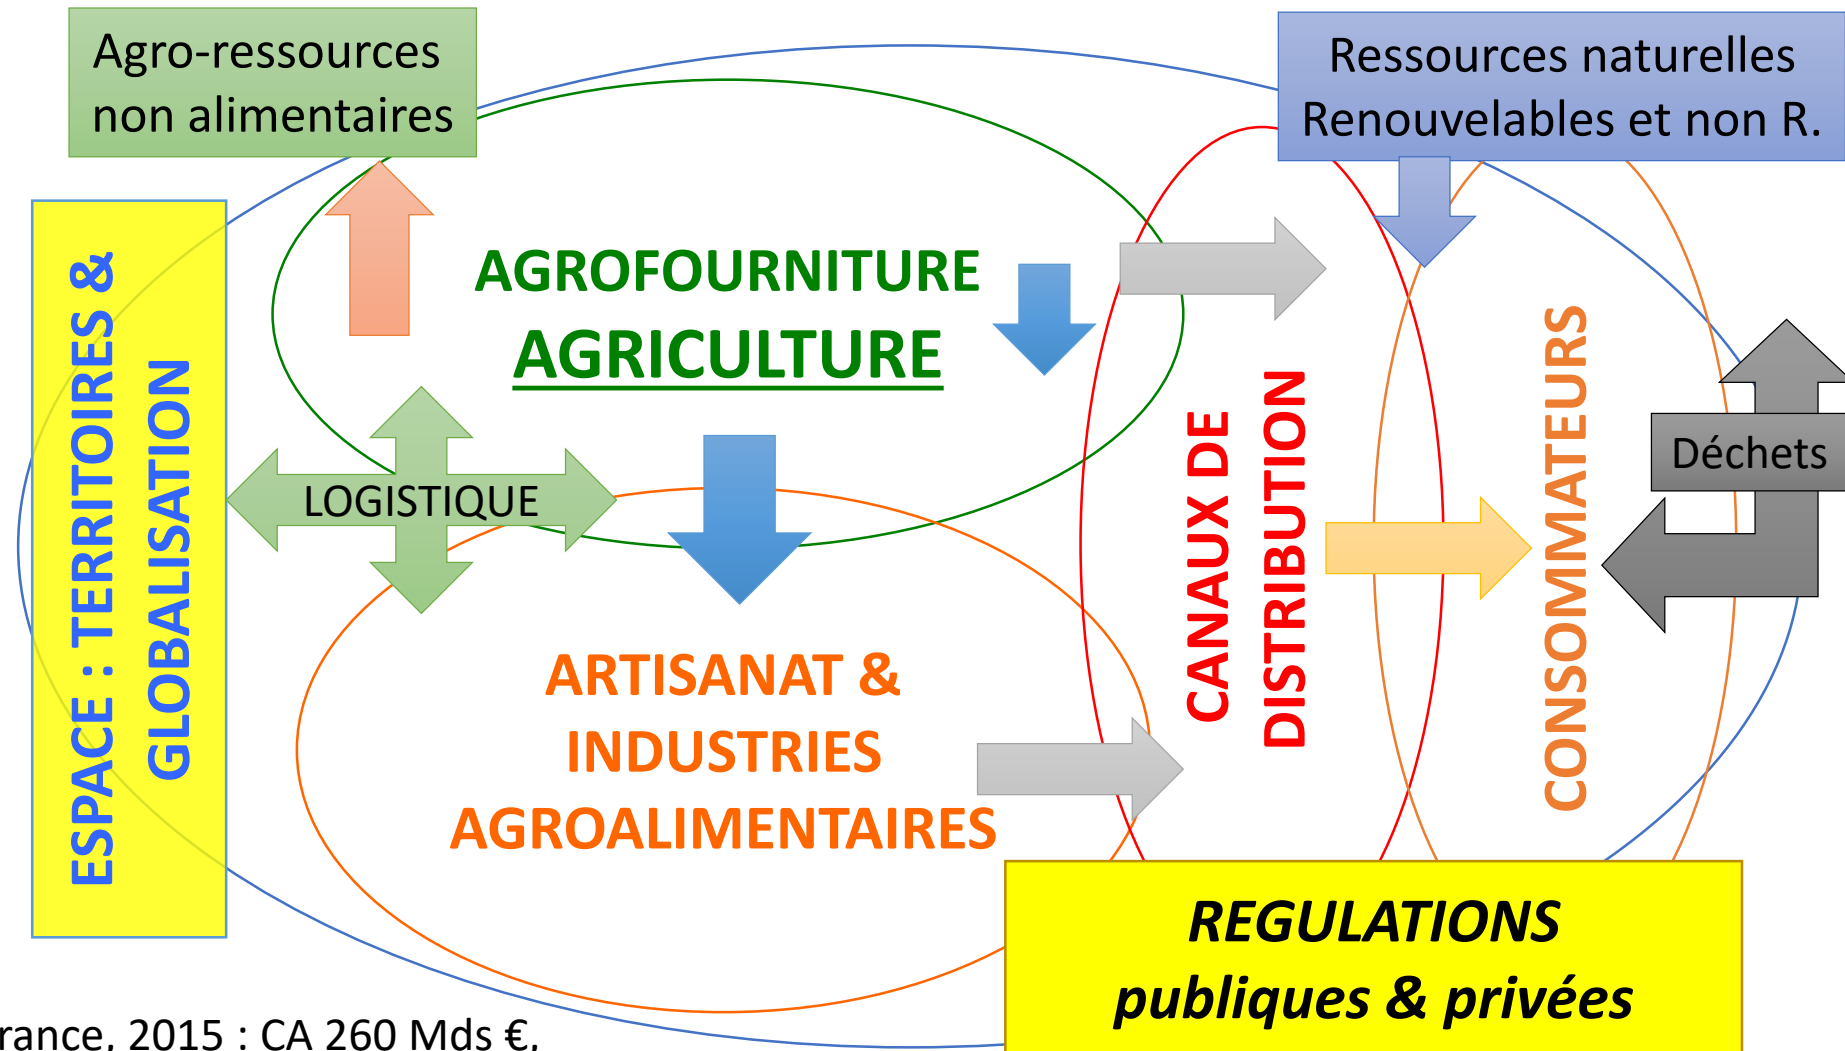 Agro-ressources
non alimentaires
Ressources naturelles
Renouvelables et non R.
ESPACE : TERRITOIRES &
GLOBALISATION
AGROFOURNITURE
AGRICULTURE
LOGISTIQUE
CANAUX DE
DISTRIBUTION
CONSOMMATEURS
Déchets
ARTISANAT &
INDUSTRIES
AGROALIMENTAIRES
REGULATIONS
publiques & privées
rance, 2015 : CA 260 Mds €,